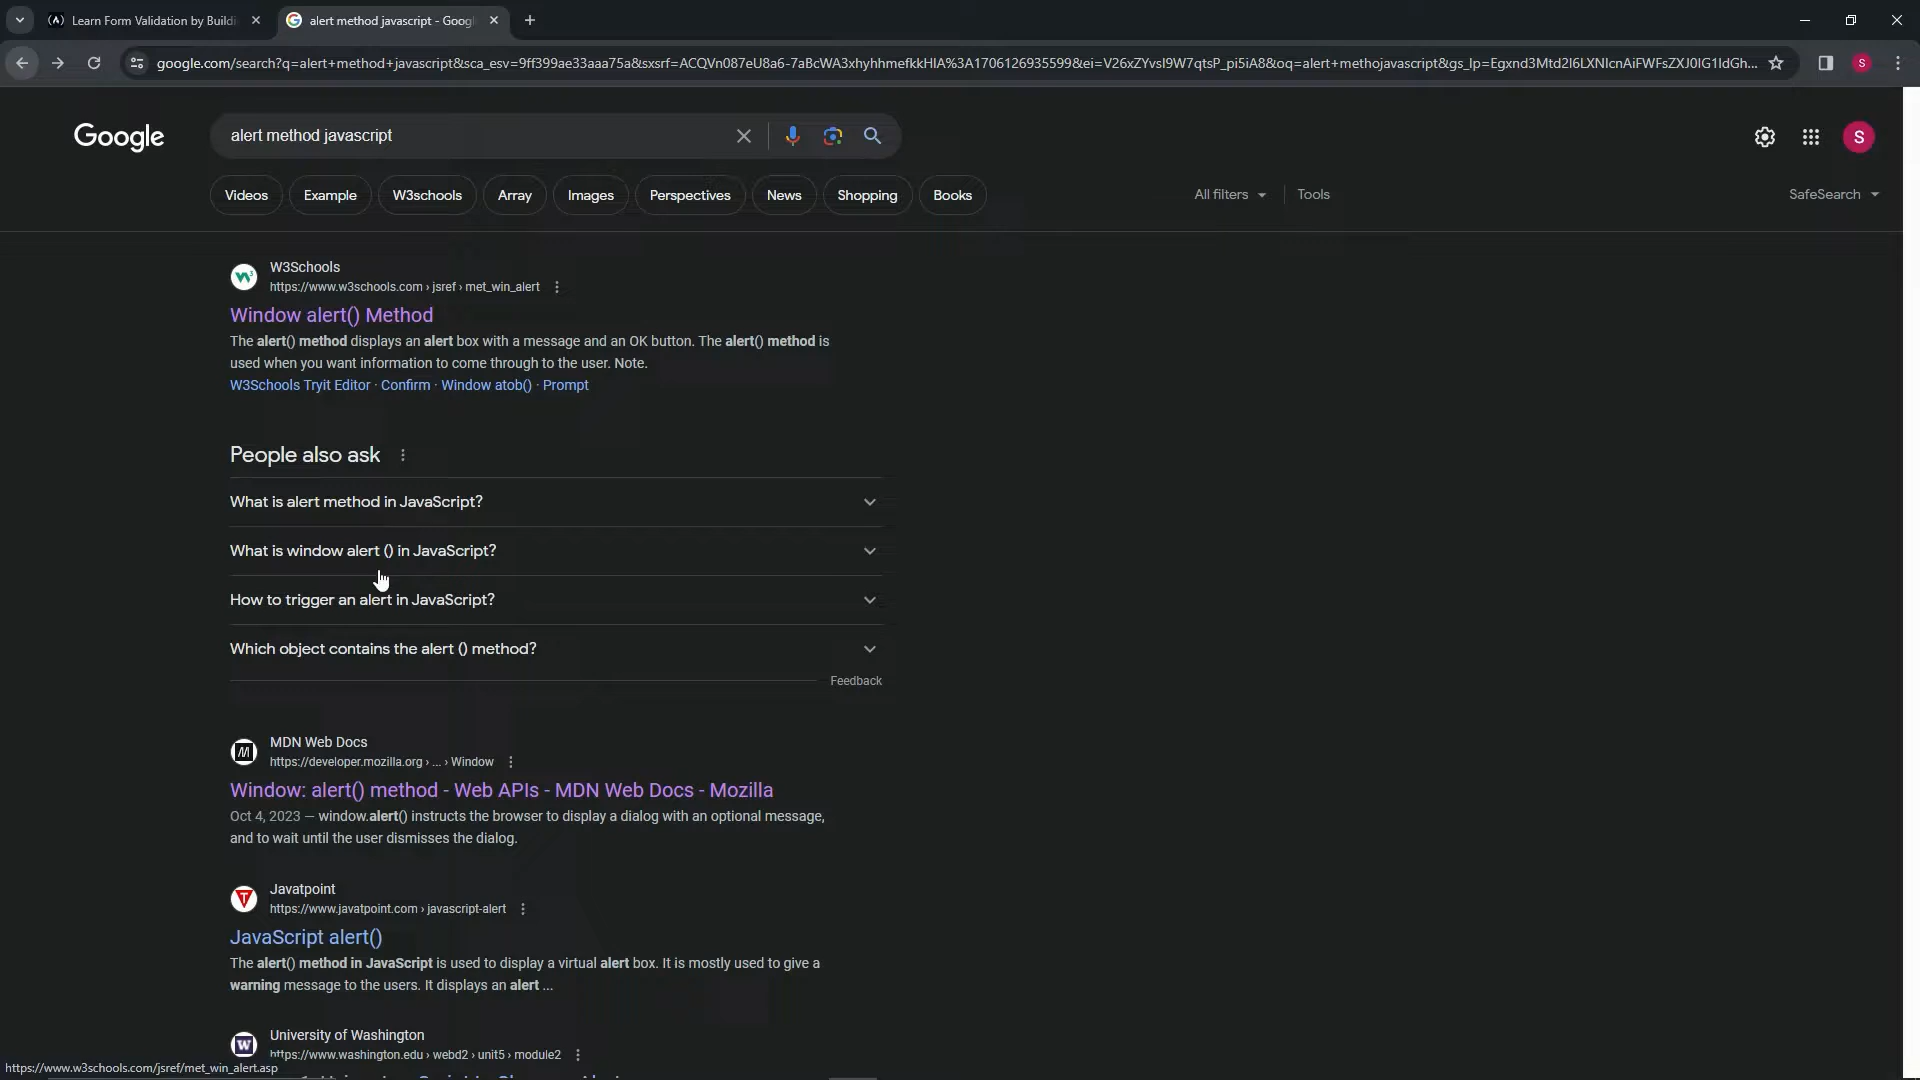 Learn Form Validation by Buildi
alert method javascript - Goog
google.com/search?q=alert+method+javascript&sca_esv=9ff399ae33aaa75a&sxsrf=ACQVn087eU8a6-7aBcWA3xhyhhmefkkHIA%3A1706126935599&ei=V26xZYvsI9W7qtsP_pi5iA8&oq=alert+methojavascript&gs_lp=Egxnd3Mtd2l6LXNlcnAiFWFsZXJ0IG1ldGh...
S
Google
alert method javascript
S
Videos
Example
W3schools
Array
Images
Perspectives
News
Shopping
Books
All filters
Tools
SafeSearch
W3Schools
https://www.w3schools.com › jsref › met_win_alert
Window alert() Method
The alert() method displays an alert box with a message and an OK button. The alert() method is
used when you want information to come through to the user. Note.
W3Schools Tryit Editor · Confirm · Window atob() · Prompt
People also ask
What is alert method in JavaScript?
What is window alert () in JavaScript?
How to trigger an alert in JavaScript?
Which object contains the alert () method?
Feedback
MDN Web Docs
https://developer.mozilla.org › ... › Window
Window: alert() method - Web APIs - MDN Web Docs - Mozilla
Oct 4, 2023 — window.alert() instructs the browser to display a dialog with an optional message,
and to wait until the user dismisses the dialog.
Javatpoint
https://www.javatpoint.com › javascript-alert
JavaScript alert()
The alert() method in JavaScript is used to display a virtual alert box. It is mostly used to give a
warning message to the users. It displays an alert ...
University of Washington
https://www.washington.edu › webd2 › unit5 › module2
https://www.w3schools.com/jsref/met_win_alert.asp